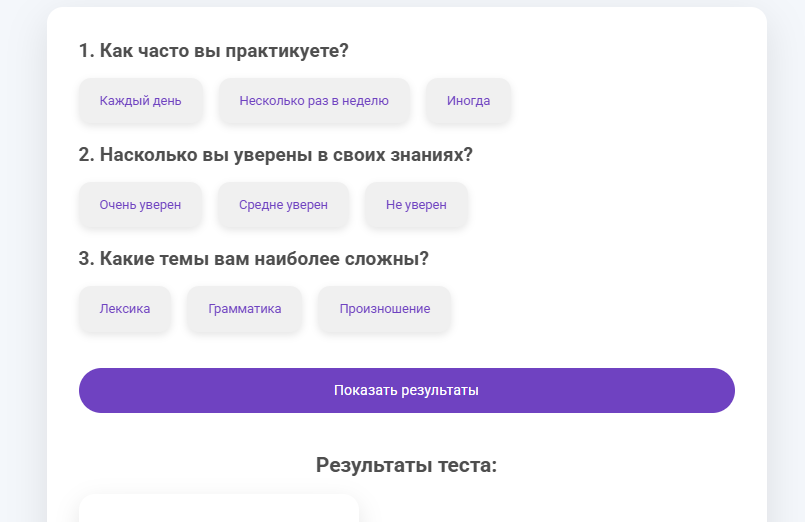 1. Как часто вы практикуете?
Каждый день Несколько раз в неделю Иногда
2. Насколько вы уверены в своих знаниях?
Очень уверен Средне уверен Не уверен
3. Какие темы вам наиболее сложны?
Лексика Грамматика Произношение
Показать результаты
Результаты теста: